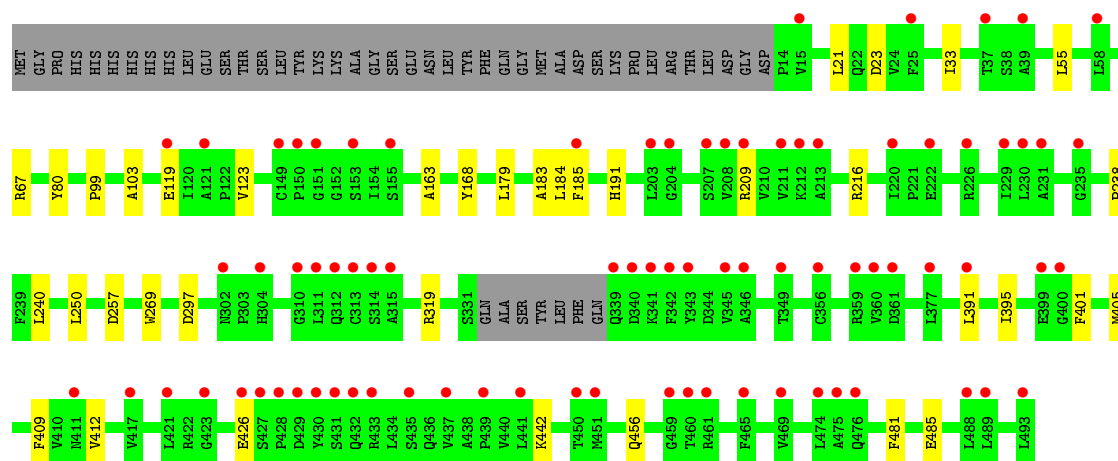 MET GLY PRO HIS HIS HIS HIS HIS HIS LEU GLU SER THR SER LEU TYR LYS LYS ALA GLY SER GLU ASN LEU TYR PHE GLN GLY MET ALA ASP SER LYS PRO LEU ARG THR LEU ASP GLY ASP P14 V15 L21 Q22 D23 V24 F25 I33 T37 S38 A39 L55 L58
R67 Y80 P99 A103 E119 I120 A121 P122 V123 C149 P150 G151 G152 S153 I154 S155 A163 Y168 L179 A183 L184 F185 H191 L203 G204 S207 V208 R209 V210 V211 K212 A213 R216 I220 P221 E222 R226 I229 L230 A231 G235 P238
F239 L240 L250 D257 W269 D297 N302 P303 H304 G310 L311 Q312 C313 S314 A315 R319 S331 GLN ALA SER TYR LEU PHE GLN Q339 D340 K341 F342 Y343 D344 V345 A346 T349 C356 R359 V360 D361 L377 L391 I395 E399 G400 F401 M405
F409 V410 N411 V412 V417 L421 R422 G423 E426 S427 P428 D429 Y430 S431 Q432 R433 L434 S435 Q436 V437 A438 P439 V440 L441 K442 T450 M451 Q456 G459 T460 R461 F465 V469 L474 A475 Q476 F481 E485 L488 L489 L493